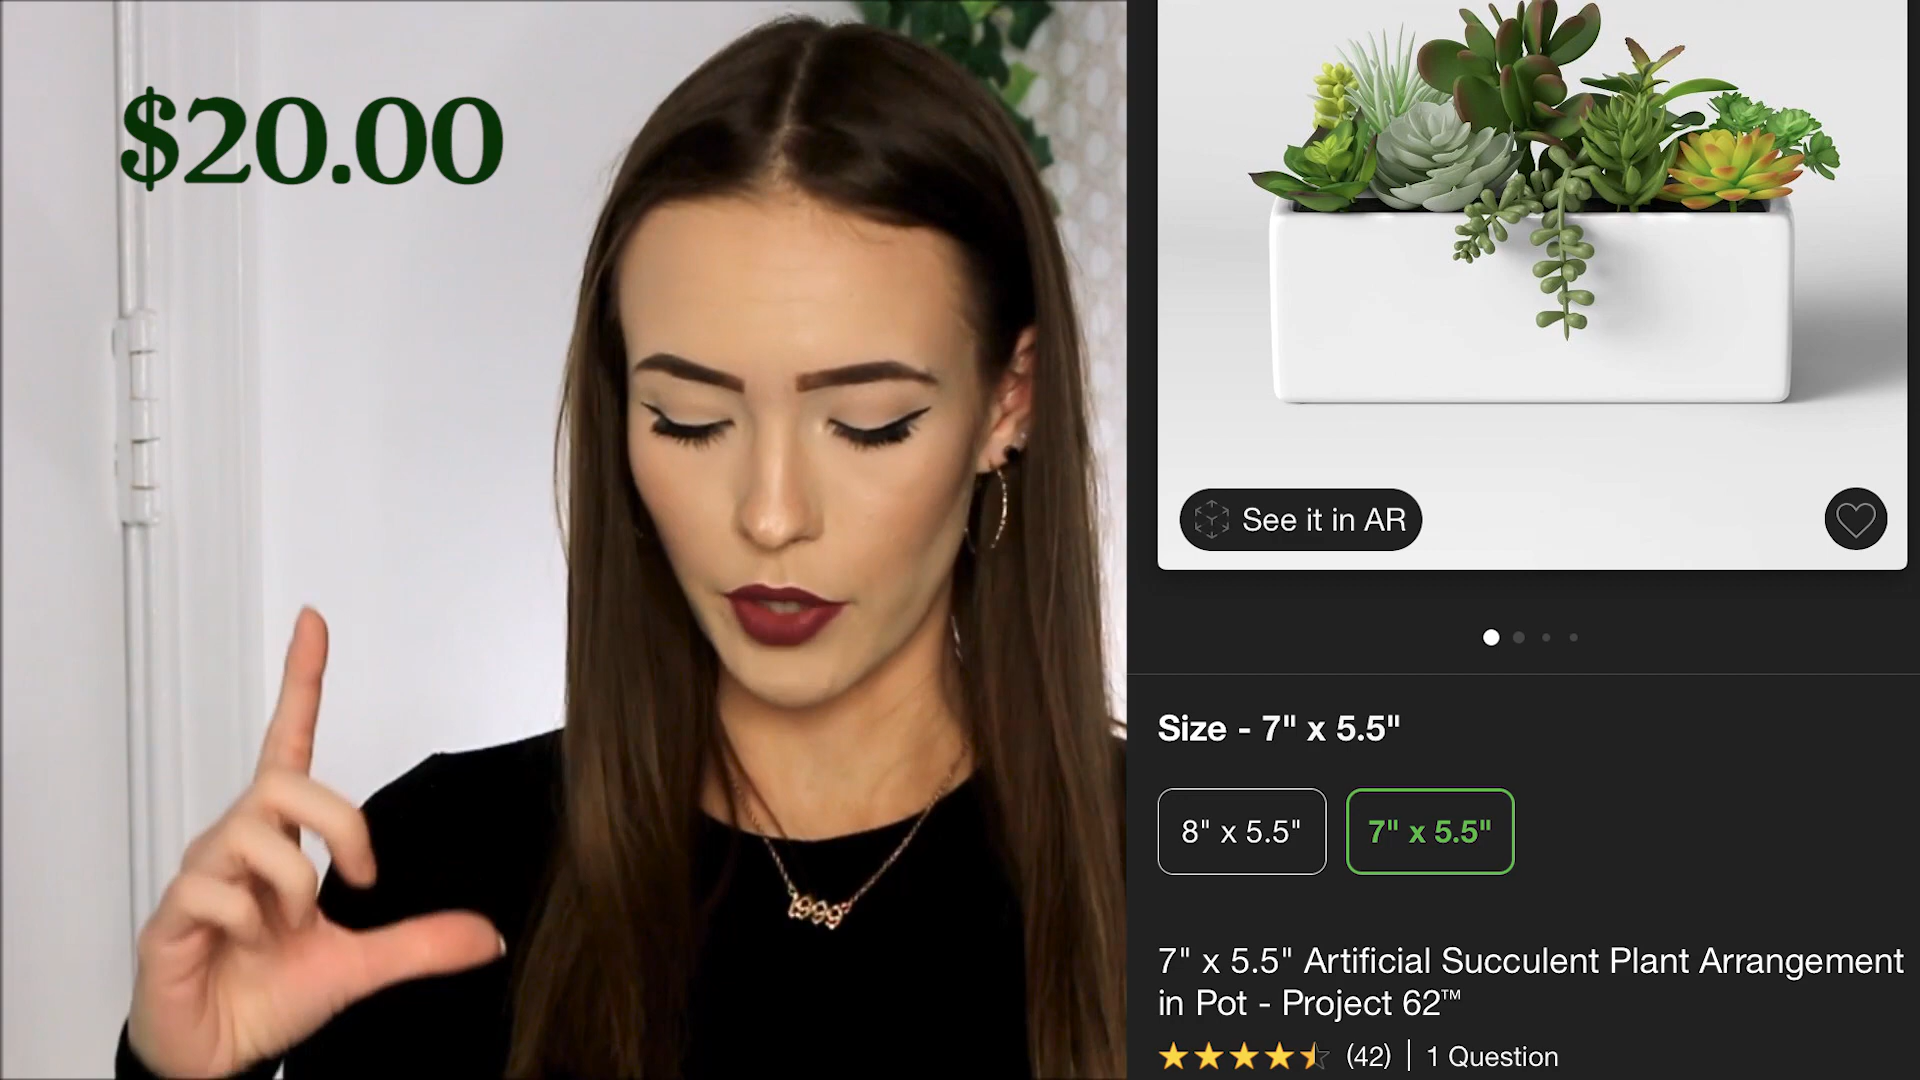 $20.00
1999
See it in AR
Size - 7" x 5.5"
8" x 5.5"
7" x 5.5"
7" x 5.5" Artificial Succulent Plant Arrangement
in Pot - Project 62™
(42) | 1 Question